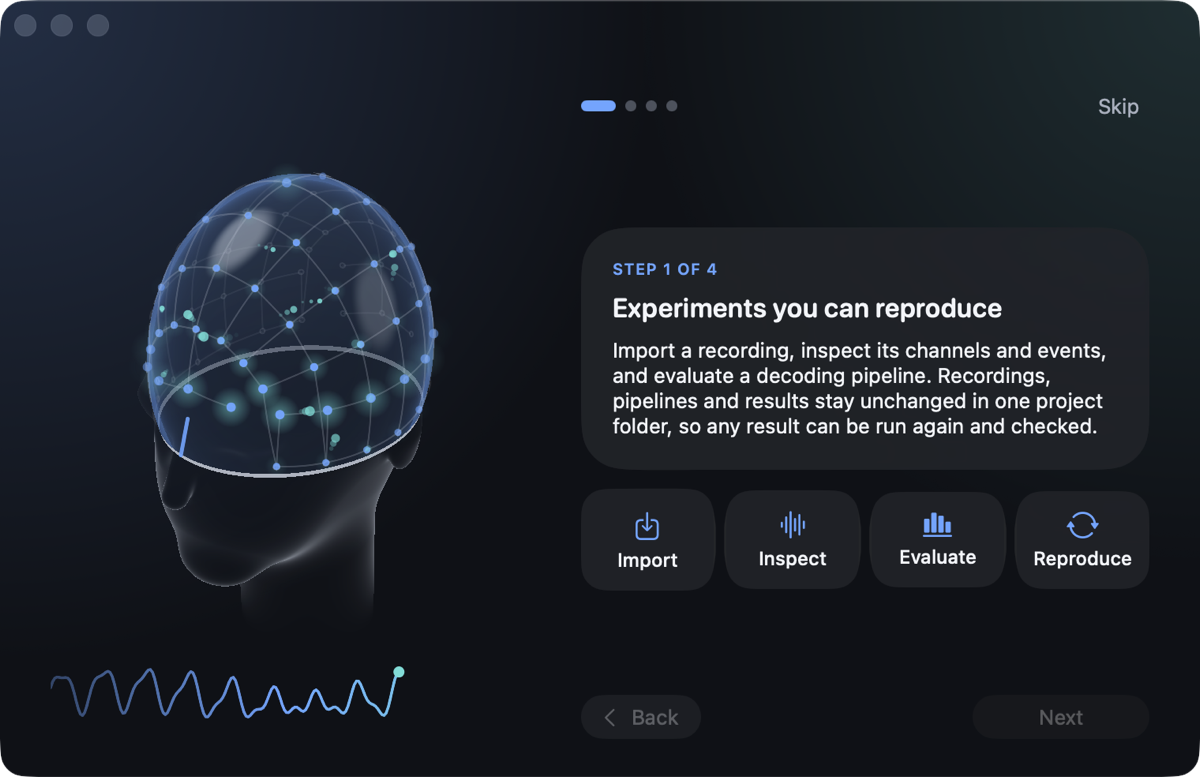 Skip
STEP 1 OF 4
Experiments you can reproduce
Import a recording, inspect its channels and events,
and evaluate a decoding pipeline. Recordings,
pipelines and results stay unchanged in one project
folder, so any result can be run again and checked.
Import
Inspect
Evaluate
Reproduce
Back
Next